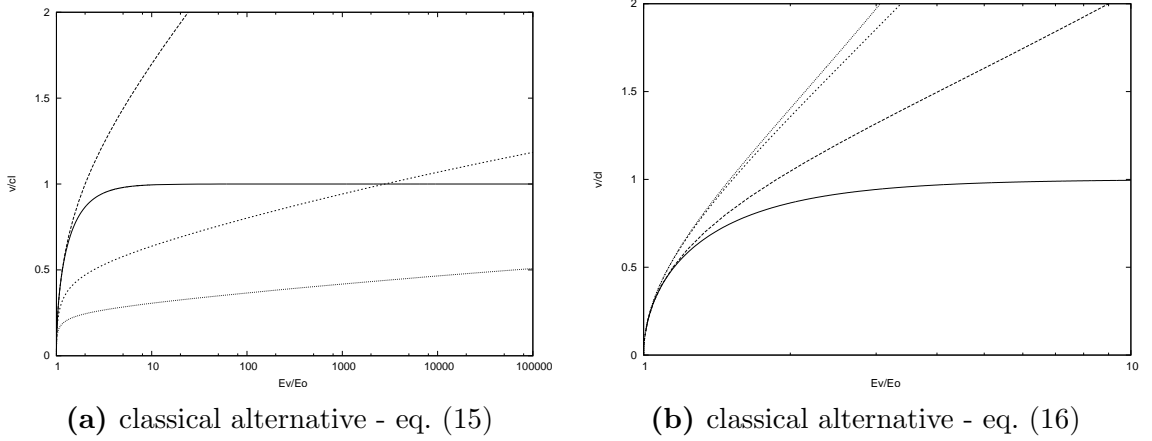 2
1.5
1
0.5
0
v/cl
1 10 100 1000 10000 100000
Ev/Eo
(a) classical alternative - eq. (15)
2
1.5
1
0.5
0
v/cl
1 10
Ev/Eo
(b) classical alternative - eq. (16)